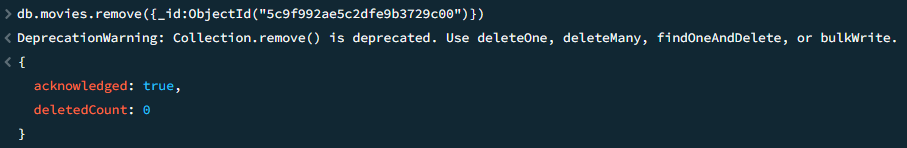 > db.movies.remove({_id:ObjectId("5c9f992ae5c2dfe9b3729c00")})
< DeprecationWarning: Collection.remove() is deprecated. Use deleteOne, deleteMany, findOneAndDelete, or bulkWrite.
< {
acknowledged: true,
deletedCount: 0
}